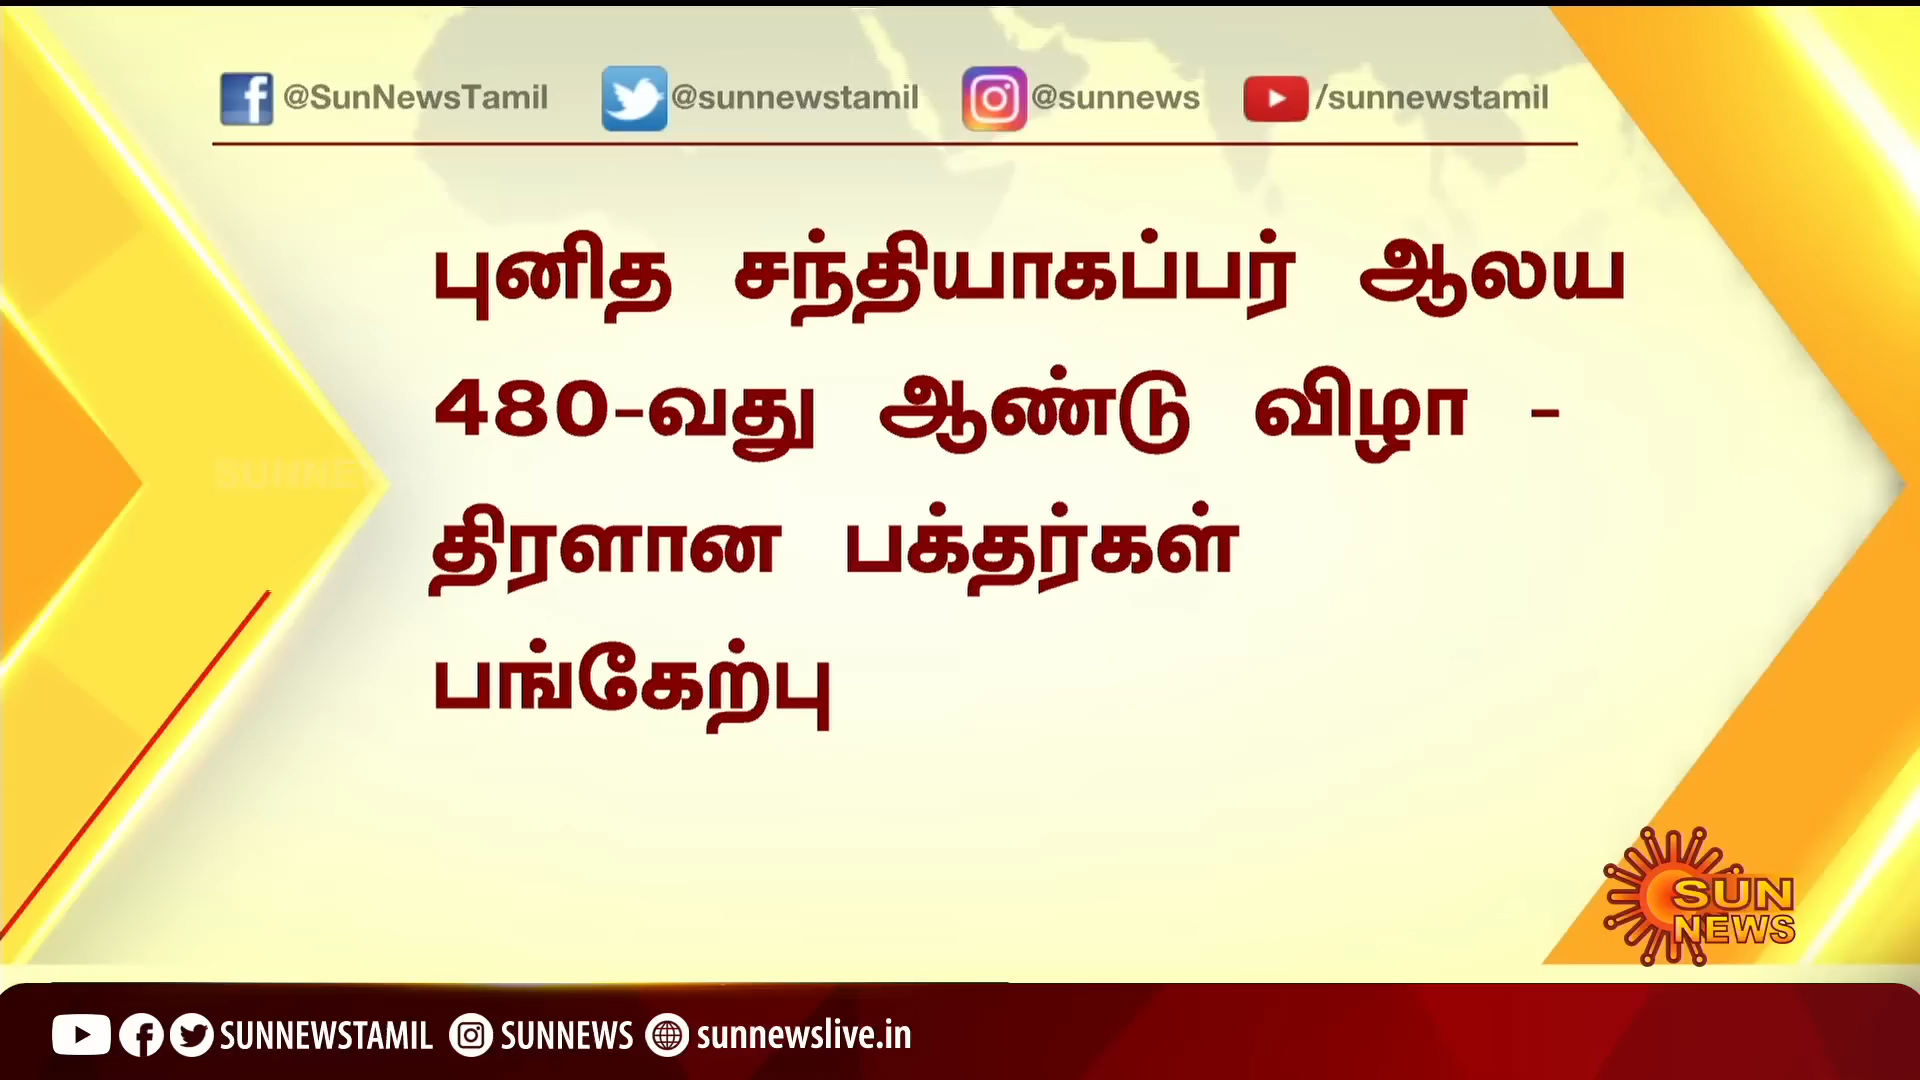 @SunNewsTamil @sunnewstamil @sunnews /sunnewstamil
புனித சந்தியாகப்பர் ஆலய
480-வது ஆண்டு விழா -
திரளான பக்தர்கள்
பங்கேற்பு
SUNNEW
SUN
NEWS
SUNNEWSTAMIL SUNNEWS sunnewslive.in